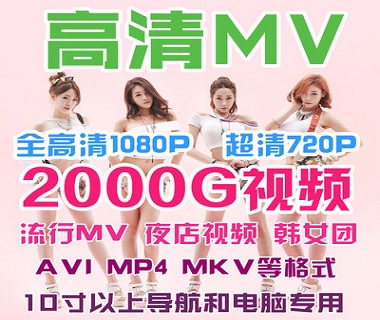 高清MV
全高清1080P 超清720P
2000G视频
流行MV 夜店视频 韩女团
AVI MP4 MKV等格式
10寸以上导航和电脑专用